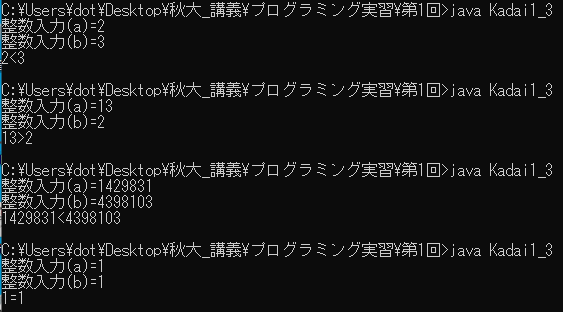 C:¥Users¥dot¥Desktop¥秋大_講義¥プログラミング実習¥第1回>java Kadai1_3
整数入力(a)=2
整数入力(b)=3
2<3
C:¥Users¥dot¥Desktop¥秋大_講義¥プログラミング実習¥第1回>java Kadai1_3
整数入力(a)=13
整数入力(b)=2
13>2
C:¥Users¥dot¥Desktop¥秋大_講義¥プログラミング実習¥第1回>java Kadai1_3
整数入力(a)=1429831
整数入力(b)=4398103
1429831<4398103
C:¥Users¥dot¥Desktop¥秋大_講義¥プログラミング実習¥第1回>java Kadai1_3
整数入力(a)=1
整数入力(b)=1
1=1